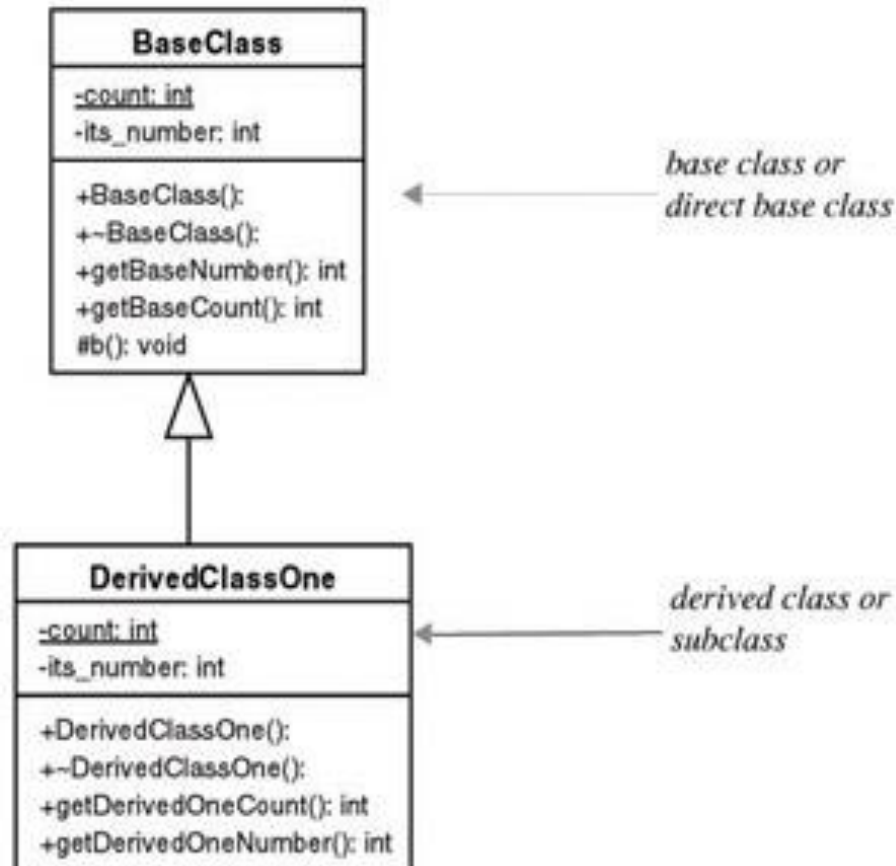 BaseClass
-count: int
-its_number: int
+BaseClass():
+~BaseClass():
+getBaseNumber(): int
+getBaseCount(): int
#b(): void
base class or
direct base class
DerivedClassOne
-count: int
-its_number: int
+DerivedClassOne():
+~DerivedClassOne():
+getDerivedOneCount(): int
+getDerivedOneNumber(): int
derived class or
subclass